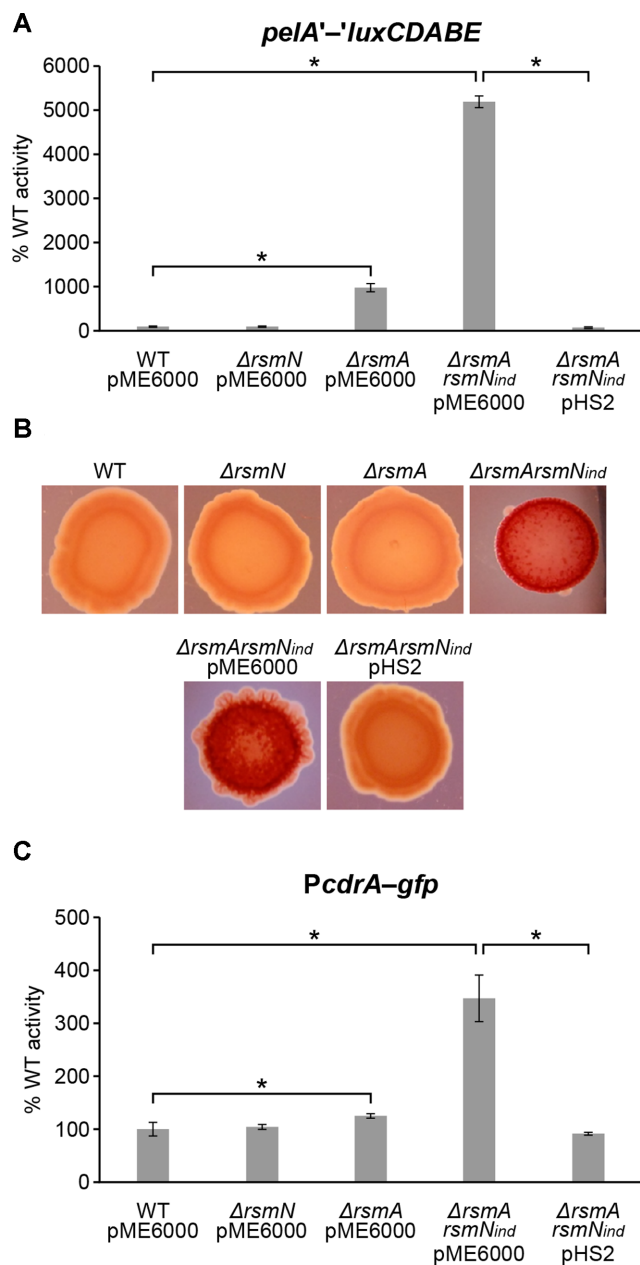 A
pelA'–'luxCDABE
% WT activity
6000
5000
4000
3000
2000
1000
0
*
*
*
WT ΔrsmN ΔrsmA ΔrsmA ΔrsmA
pME6000 pME6000 pME6000 rsmNind rsmNind
pME6000 pHS2
B
WT ΔrsmN ΔrsmA ΔrsmArsmNind
ΔrsmArsmNind ΔrsmArsmNind
pME6000 pHS2
C
PcdrA–gfp
% WT activity
500
400
300
200
100
0
*
*
*
WT ΔrsmN ΔrsmA ΔrsmA ΔrsmA
pME6000 pME6000 pME6000 rsmNind rsmNind
pME6000 pHS2